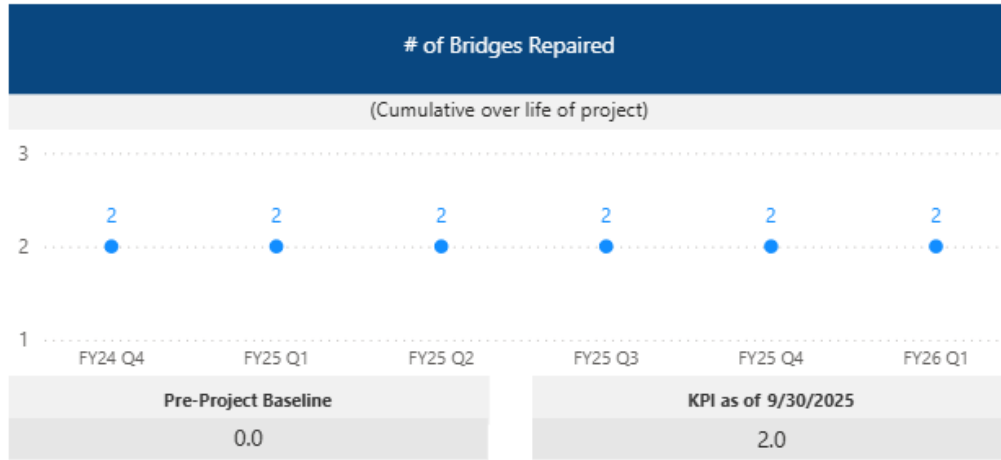 # of Bridges Repaired
(Cumulative over life of project)
3
2 2 2 2 2 2
2
1
FY24 Q4 FY25 Q1 FY25 Q2 FY25 Q3 FY25 Q4 FY26 Q1
Pre-Project Baseline KPI as of 9/30/2025
0.0 2.0